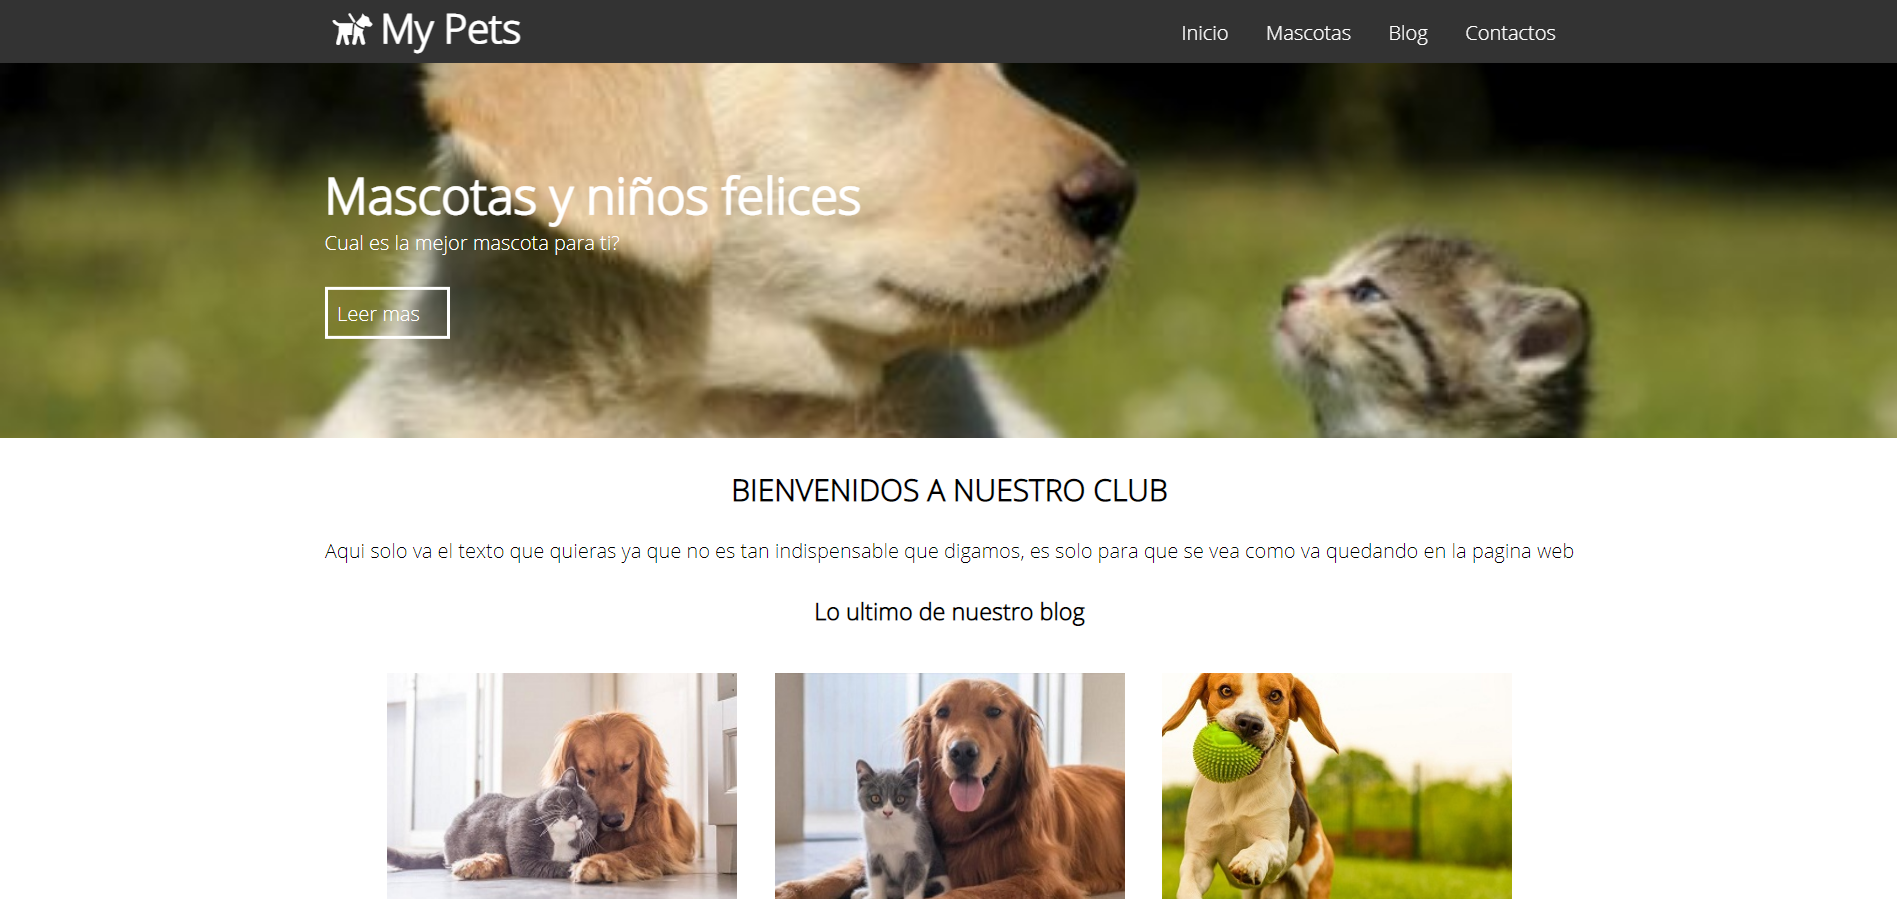 My Pets
Inicio Mascotas Blog Contactos
Mascotas y niños felices
Cual es la mejor mascota para ti?
Leer mas
BIENVENIDOS A NUESTRO CLUB
Aqui solo va el texto que quieras ya que no es tan indispensable que digamos, es solo para que se vea como va quedando en la pagina web
Lo ultimo de nuestro blog